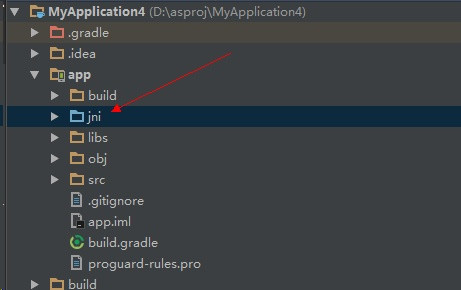 MyApplication4 (D:\asproj\MyApplication4)
.gradle
.idea
app
build
jni
libs
obj
src
.gitignore
app.iml
build.gradle
proguard-rules.pro
build